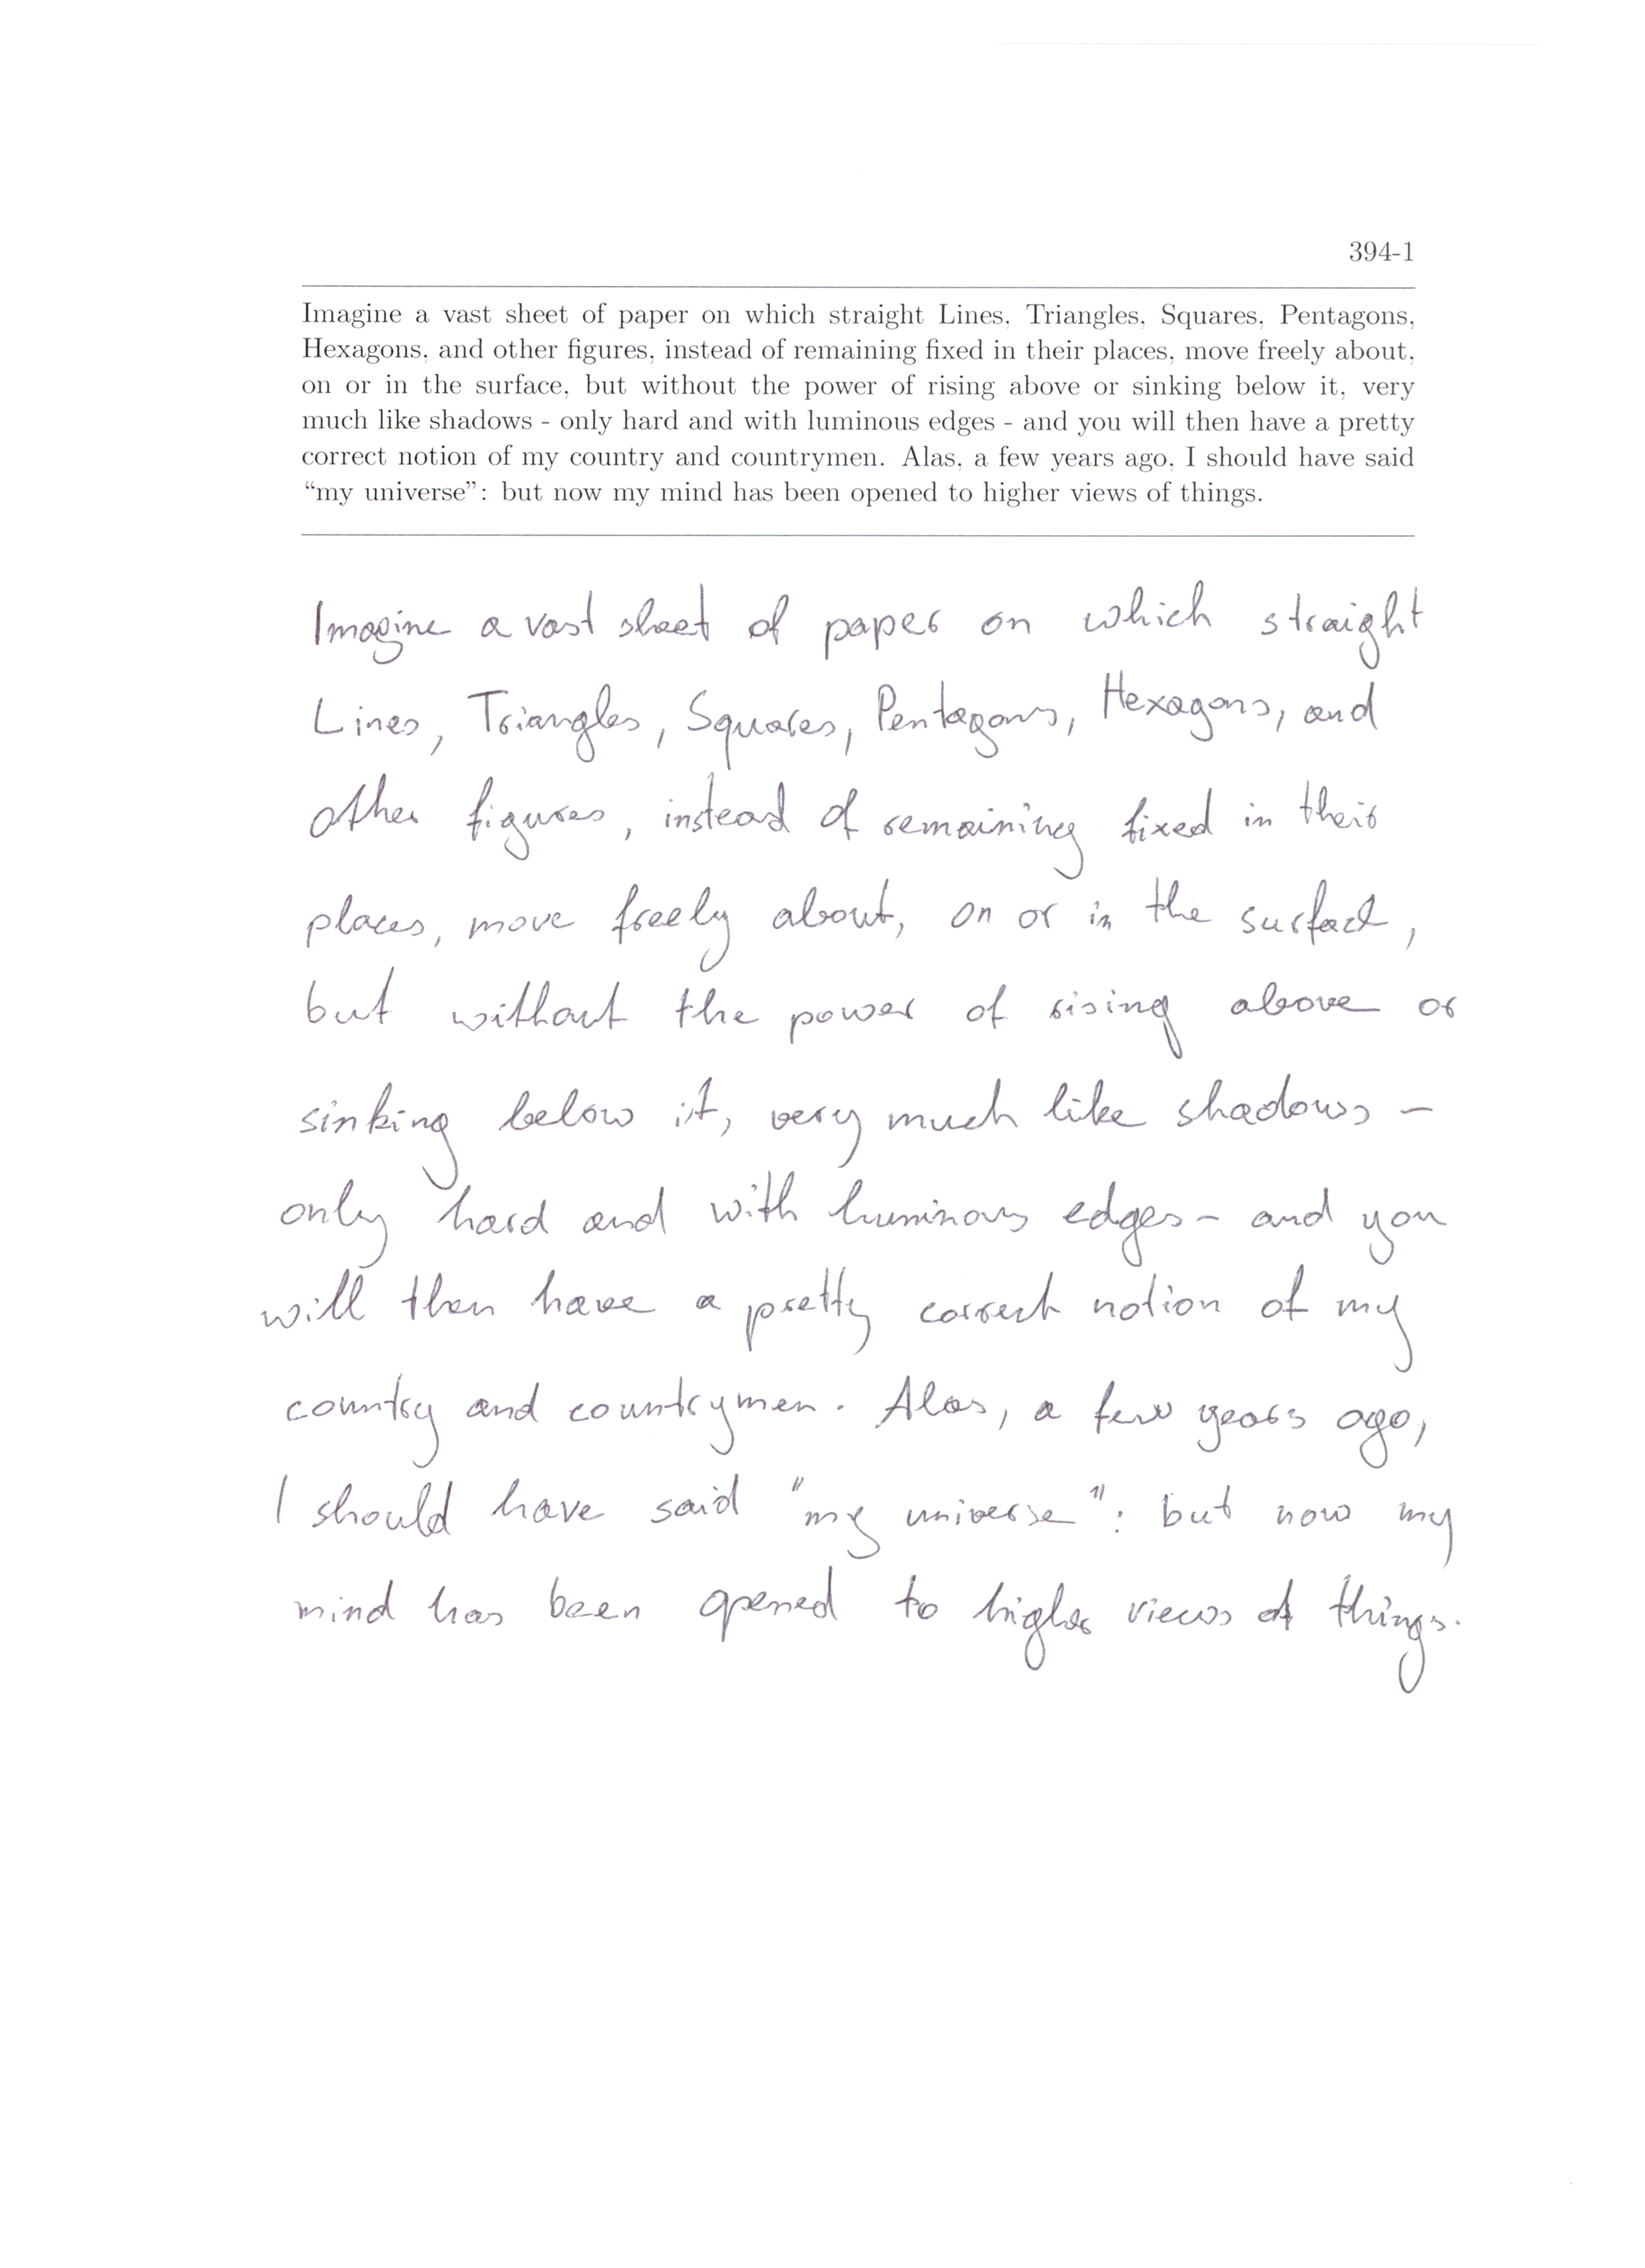 394-1
Imagine a vast sheet of paper on which straight Lines, Triangles, Squares, Pentagons,
Hexagons, and other figures, instead of remaining fixed in their places, move freely about,
on or in the surface, but without the power of rising above or sinking below it, very
much like shadows - only hard and with luminous edges - and you will then have a pretty
correct notion of my country and countrymen. Alas, a few years ago, I should have said
“my universe”: but now my mind has been opened to higher views of things.
Imagine a vast sheet of paper on which straight
Lines, Triangles, Squares, Pentagons, Hexagons, and
other figures, instead of remaining fixed in their
places, move freely about, on or in the surface,
but without the power of rising above or
sinking below it, very much like shadows –
only hard and with luminous edges – and you
will then have a pretty correct notion of my
country and countrymen. Alas, a few years ago,
I should have said "my universe": but now my
mind has been opened to higher views of things.